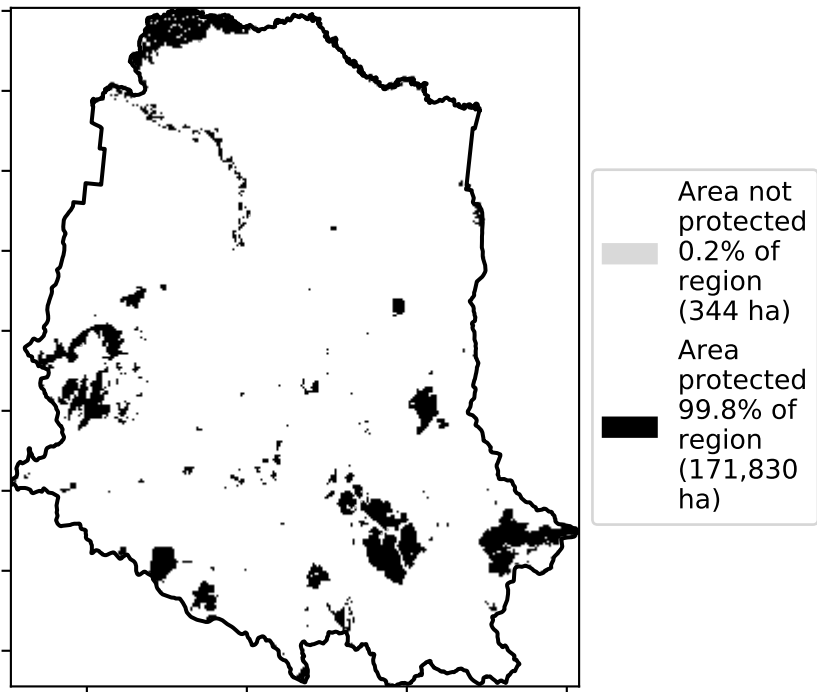 Area not
protected
0.2% of
region
(344 ha)
Area
protected
99.8% of
region
(171,830
ha)